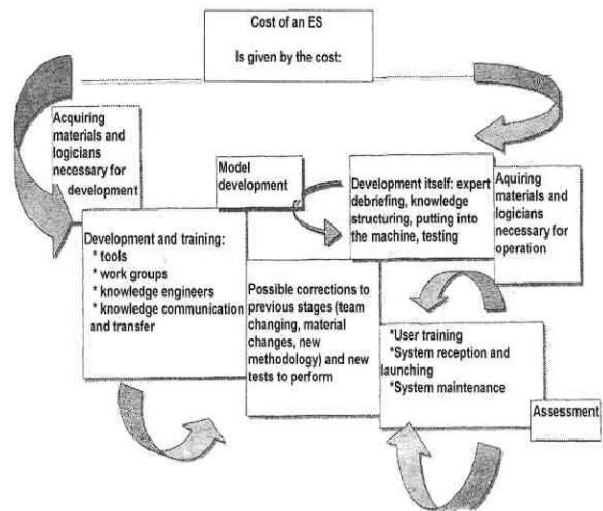 Cost of an ES
Is given by the cost:
Acquiring
materials and
logicians
necessary for
development
Model
development
Development itself: expert
debriefing, knowledge
structuring, putting into
the machine, testing
Aquiring
materials and
logicians
necessary for
operation
Development and training:
* tools
* work groups
* knowledge engineers
* knowledge communication
and transfer
Possible corrections to
previous stages (team
changing, material
changes, new
methodology) and new
tests to perform
*User training
*System reception and
launching
*System maintenance
Assessment